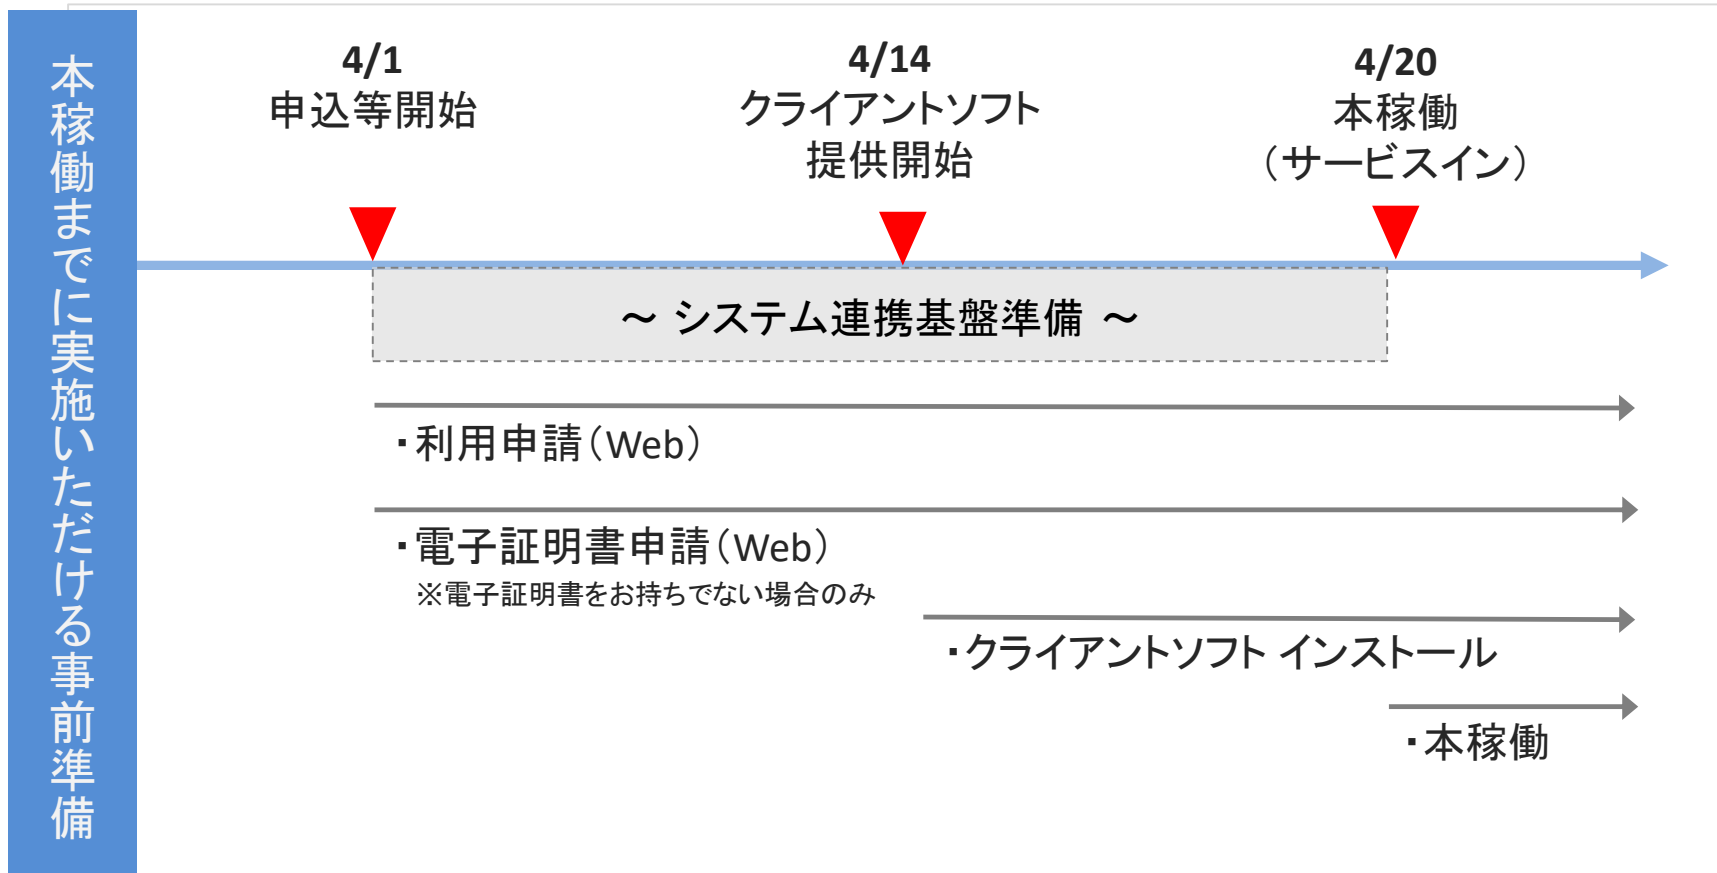 本稼働までに実施いただける事前準備
4/1
申込等開始
4/14
クライアントソフト
提供開始
4/20
本稼働
（サービスイン）
～ システム連携基盤準備 ～
・利用申請（Web）
・電子証明書申請（Web）
※電子証明書をお持ちでない場合のみ
・クライアントソフト インストール
・本稼働